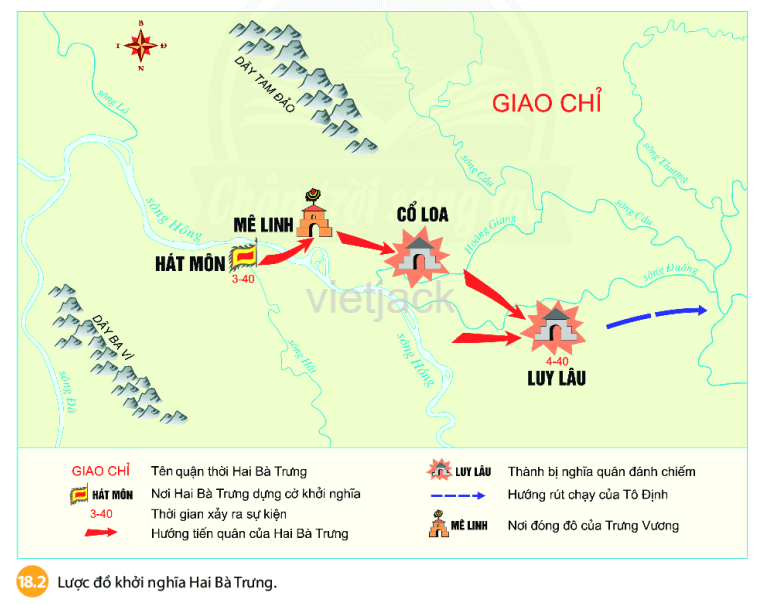 B
T Đ
N
DÃY TAM ĐẢO
GIAO CHỈ
sông Lô
sông Thương
sông Cầu
sông Hồng
MÊ LINH
CỔ LOA
Hoàng Giang
sông Cầu
HÁT MÔN
3-40
sông Đuống
vietjack
DÃY BA VÌ
sông Đà
sông Hát
sông Hồng
4-40
LUY LÂU
GIAO CHỈ Tên quận thời Hai Bà Trưng
HÁT MÔN Nơi Hai Bà Trưng dựng cờ khởi nghĩa
3-40 Thời gian xảy ra sự kiện
Hướng tiến quân của Hai Bà Trưng
LUY LÂU Thành bị nghĩa quân đánh chiếm
Hướng rút chạy của Tô Định
MÊ LINH Nơi đóng đô của Trưng Vương
18.2 Lược đồ khởi nghĩa Hai Bà Trưng.